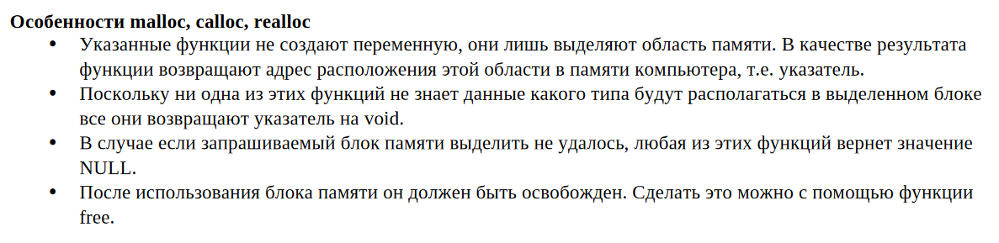 Особенности malloc, calloc, realloc
• Указанные функции не создают переменную, они лишь выделяют область памяти. В качестве результата
функции возвращают адрес расположения этой области в памяти компьютера, т.е. указатель.
• Поскольку ни одна из этих функций не знает данные какого типа будут располагаться в выделенном блоке
все они возвращают указатель на void.
• В случае если запрашиваемый блок памяти выделить не удалось, любая из этих функций вернет значение
NULL.
• После использования блока памяти он должен быть освобожден. Сделать это можно с помощью функции
free.